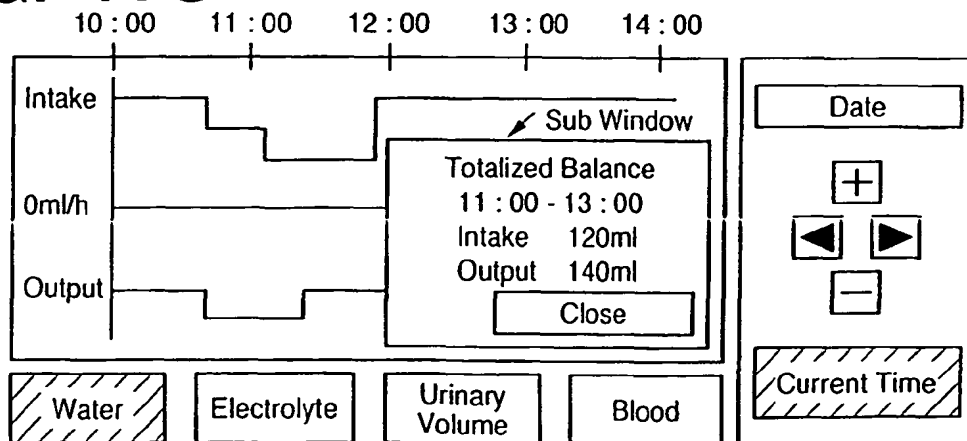 10 : 00 11 : 00 12 : 00 13 : 00 14 : 00
Intake
Sub Window
Date
Totalized Balance
11 : 00 - 13 : 00
0ml/h
Intake 120ml
Output 140ml
Output
Close
Current Time
Water
Electrolyte
Urinary
Volume
Blood